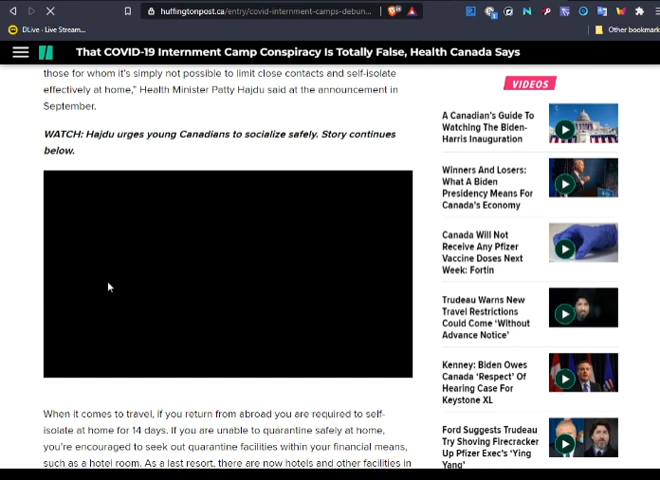 huffingtonpost.ca/entry/covid-internment-camps-debun...
DLive - Live Stream...
Other bookmark
That COVID-19 Internment Camp Conspiracy Is Totally False, Health Canada Says
those for whom it's simply not possible to limit close contacts and self-isolate
effectively at home," Health Minister Patty Hajdu said at the announcement in
September.
WATCH: Hajdu urges young Canadians to socialize safely. Story continues
below.
When it comes to travel, if you return from abroad you are required to self-
isolate at home for 14 days. If you are unable to quarantine safely at home,
you're encouraged to seek out quarantine facilities within your financial means,
such as a hotel room. As a last resort, there are now hotels and other facilities in
VIDEOS
A Canadian's Guide To
Watching The Biden-
Harris Inauguration
Winners And Losers:
What A Biden
Presidency Means For
Canada's Economy
Canada Will Not
Receive Any Pfizer
Vaccine Doses Next
Week: Fortin
Trudeau Warns New
Travel Restrictions
Could Come 'Without
Advance Notice'
Kenney: Biden Owes
Canada 'Respect' Of
Hearing Case For
Keystone XL
Ford Suggests Trudeau
Try Shoving Firecracker
Up Pfizer Exec's 'Ying
Yang'